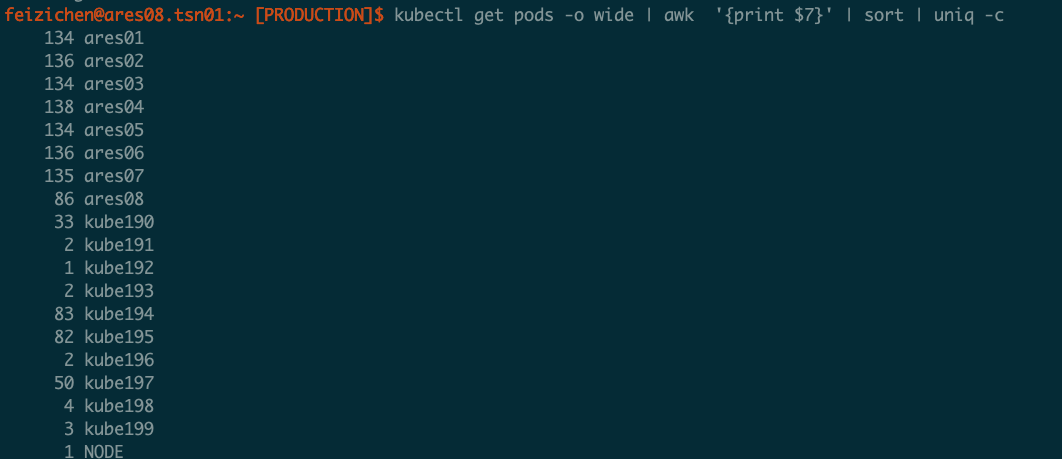 feizichen@ares08.tsn01:~ [PRODUCTION]$ kubectl get pods -o wide | awk  '{print $7}' | sort | uniq -c
134 ares01
136 ares02
134 ares03
138 ares04
134 ares05
136 ares06
135 ares07
86 ares08
33 kube190
2 kube191
1 kube192
2 kube193
83 kube194
82 kube195
2 kube196
50 kube197
4 kube198
3 kube199
1 NODE